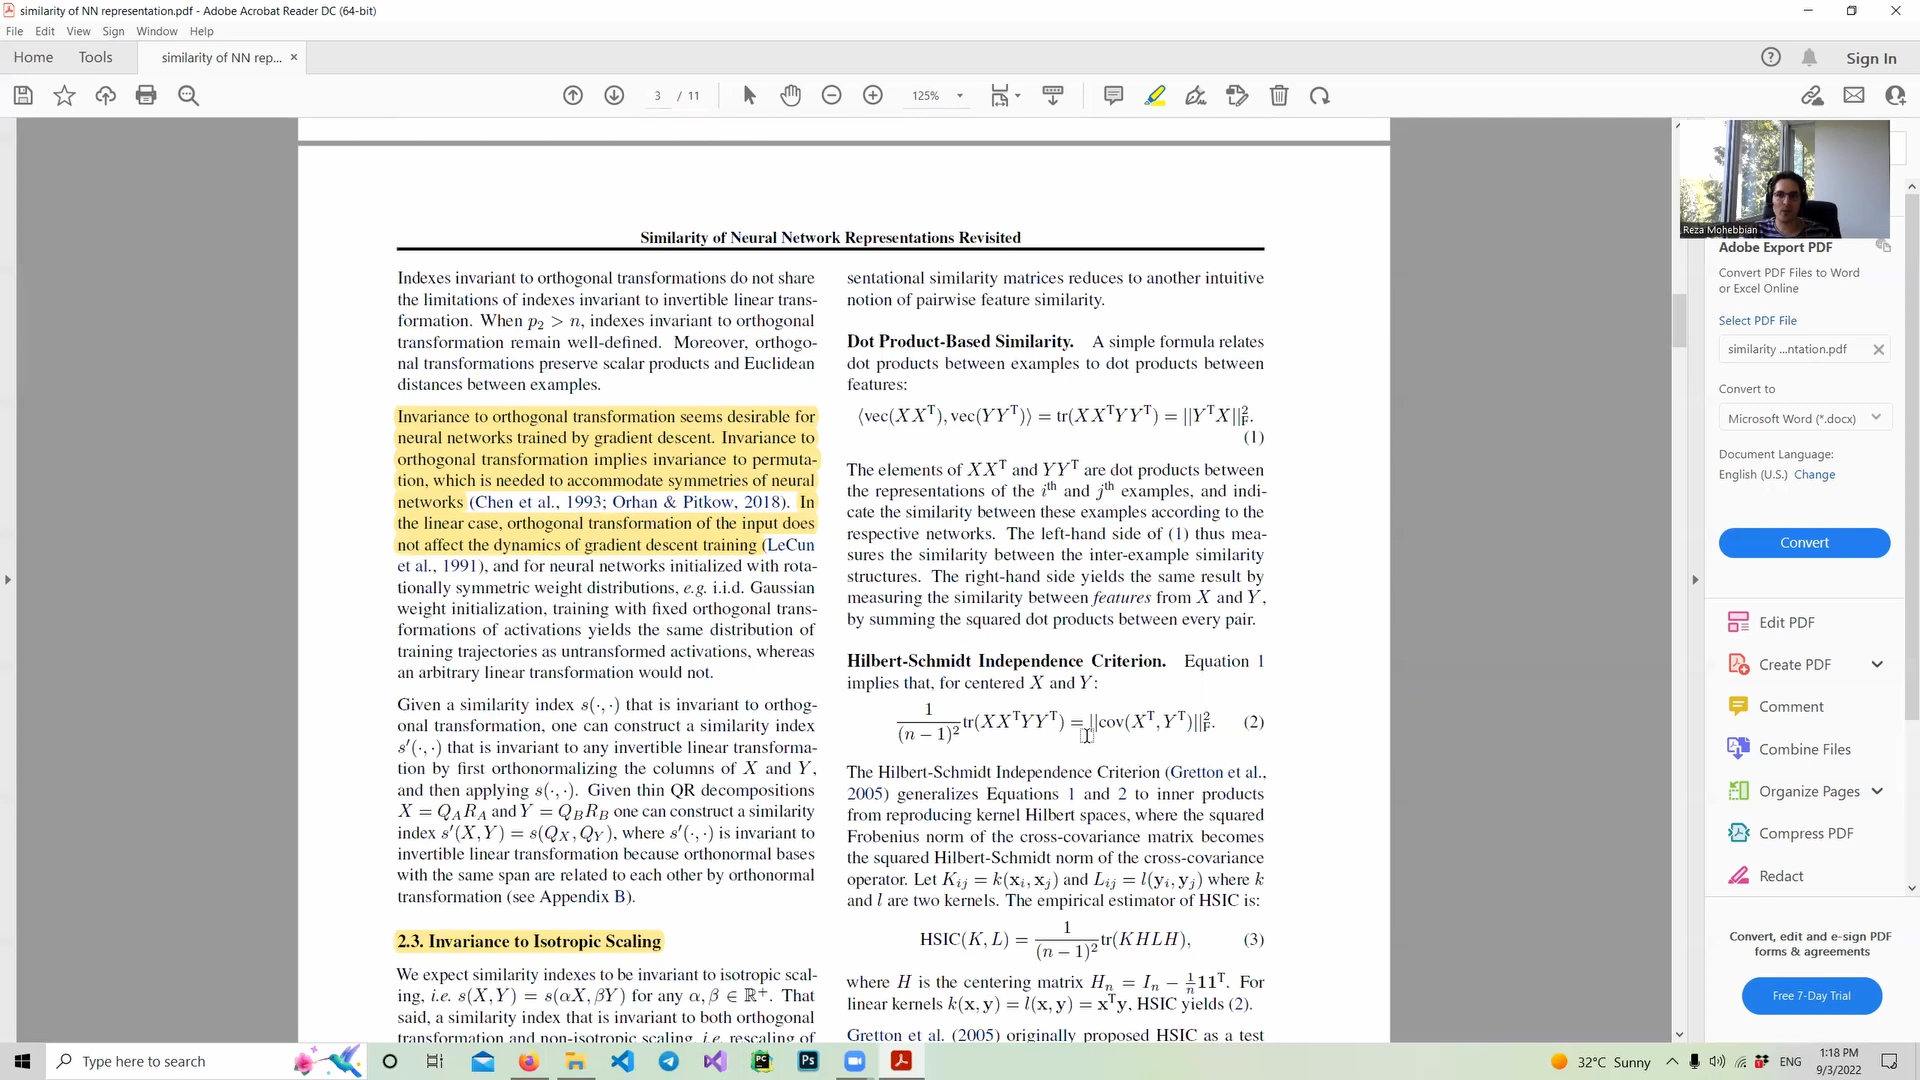 similarity of NN representation.pdf - Adobe Acrobat Reader DC (64-bit)
File Edit View Sign Window Help
Home Tools similarity of NN rep... × Sign In
3 / 11 125%
Similarity of Neural Network Representations Revisited
Indexes invariant to orthogonal transformations do not share
the limitations of indexes invariant to invertible linear trans-
formation. When p₂ > n, indexes invariant to orthogonal
transformation remain well-defined. Moreover, orthogo-
nal transformations preserve scalar products and Euclidean
distances between examples.
Invariance to orthogonal transformation seems desirable for
neural networks trained by gradient descent. Invariance to
orthogonal transformation implies invariance to permuta-
tion, which is needed to accommodate symmetries of neural
networks (Chen et al., 1993; Orhan & Pitkow, 2018). In
the linear case, orthogonal transformation of the input does
not affect the dynamics of gradient descent training (LeCun
et al., 1991), and for neural networks initialized with rota-
tionally symmetric weight distributions, e.g. i.i.d. Gaussian
weight initialization, training with fixed orthogonal trans-
formations of activations yields the same distribution of
training trajectories as untransformed activations, whereas
an arbitrary linear transformation would not.
Given a similarity index s(·, ·) that is invariant to orthog-
onal transformation, one can construct a similarity index
s′(·, ·) that is invariant to any invertible linear transforma-
tion by first orthonormalizing the columns of X and Y,
and then applying s(·, ·). Given thin QR decompositions
X = Q_A R_A and Y = Q_B R_B one can construct a similarity
index s′(X, Y) = s(Q_X, Q_Y), where s′(·, ·) is invariant to
invertible linear transformation because orthonormal bases
with the same span are related to each other by orthonormal
transformation (see Appendix B).
2.3. Invariance to Isotropic Scaling
We expect similarity indexes to be invariant to isotropic scal-
ing, i.e. s(X, Y) = s(αX, βY) for any α, β ∈ ℝ⁺. That
said, a similarity index that is invariant to both orthogonal
transformation and non-isotropic scaling, i.e. rescaling of
sentational similarity matrices reduces to another intuitive
notion of pairwise feature similarity.
Dot Product-Based Similarity. A simple formula relates
dot products between examples to dot products between
features:
⟨vec(XXᵀ), vec(YYᵀ)⟩ = tr(XXᵀYYᵀ) = ||YᵀX||²_F.
(1)
The elements of XXᵀ and YYᵀ are dot products between
the representations of the iᵗʰ and jᵗʰ examples, and indi-
cate the similarity between these examples according to the
respective networks. The left-hand side of (1) thus mea-
sures the similarity between the inter-example similarity
structures. The right-hand side yields the same result by
measuring the similarity between features from X and Y,
by summing the squared dot products between every pair.
Hilbert-Schmidt Independence Criterion. Equation 1
implies that, for centered X and Y:
1/(n − 1)² tr(XXᵀYYᵀ) = ||cov(Xᵀ, Yᵀ)||²_F. (2)
The Hilbert-Schmidt Independence Criterion (Gretton et al.,
2005) generalizes Equations 1 and 2 to inner products
from reproducing kernel Hilbert spaces, where the squared
Frobenius norm of the cross-covariance matrix becomes
the squared Hilbert-Schmidt norm of the cross-covariance
operator. Let K_ij = k(x_i, x_j) and L_ij = l(y_i, y_j) where k
and l are two kernels. The empirical estimator of HSIC is:
HSIC(K, L) = 1/(n − 1)² tr(KHLH), (3)
where H is the centering matrix H_n = I_n − 1/n 11ᵀ. For
linear kernels k(x, y) = l(x, y) = xᵀy, HSIC yields (2).
Gretton et al. (2005) originally proposed HSIC as a test
Reza Mohebbian
Adobe Export PDF
Convert PDF Files to Word
or Excel Online
Select PDF File
similarity ...ntation.pdf
Convert to
Microsoft Word (*.docx)
Document Language:
English (U.S.) Change
Convert
Edit PDF
Create PDF
Comment
Combine Files
Organize Pages
Compress PDF
Redact
Convert, edit and e-sign PDF
forms & agreements
Free 7-Day Trial
Type here to search
32°C Sunny
ENG
1:18 PM
9/3/2022